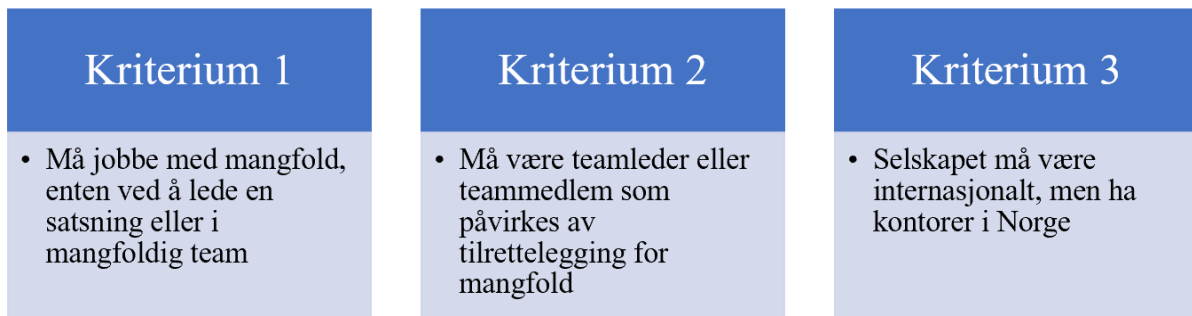 Kriterium 1
• Må jobbe med mangfold,
enten ved å lede en
satsning eller i
mangfoldig team
Kriterium 2
• Må være teamleder eller
teammedlem som
påvirkes av
tilrettelegging for
mangfold
Kriterium 3
• Selskapet må være
internasjonalt, men ha
kontorer i Norge